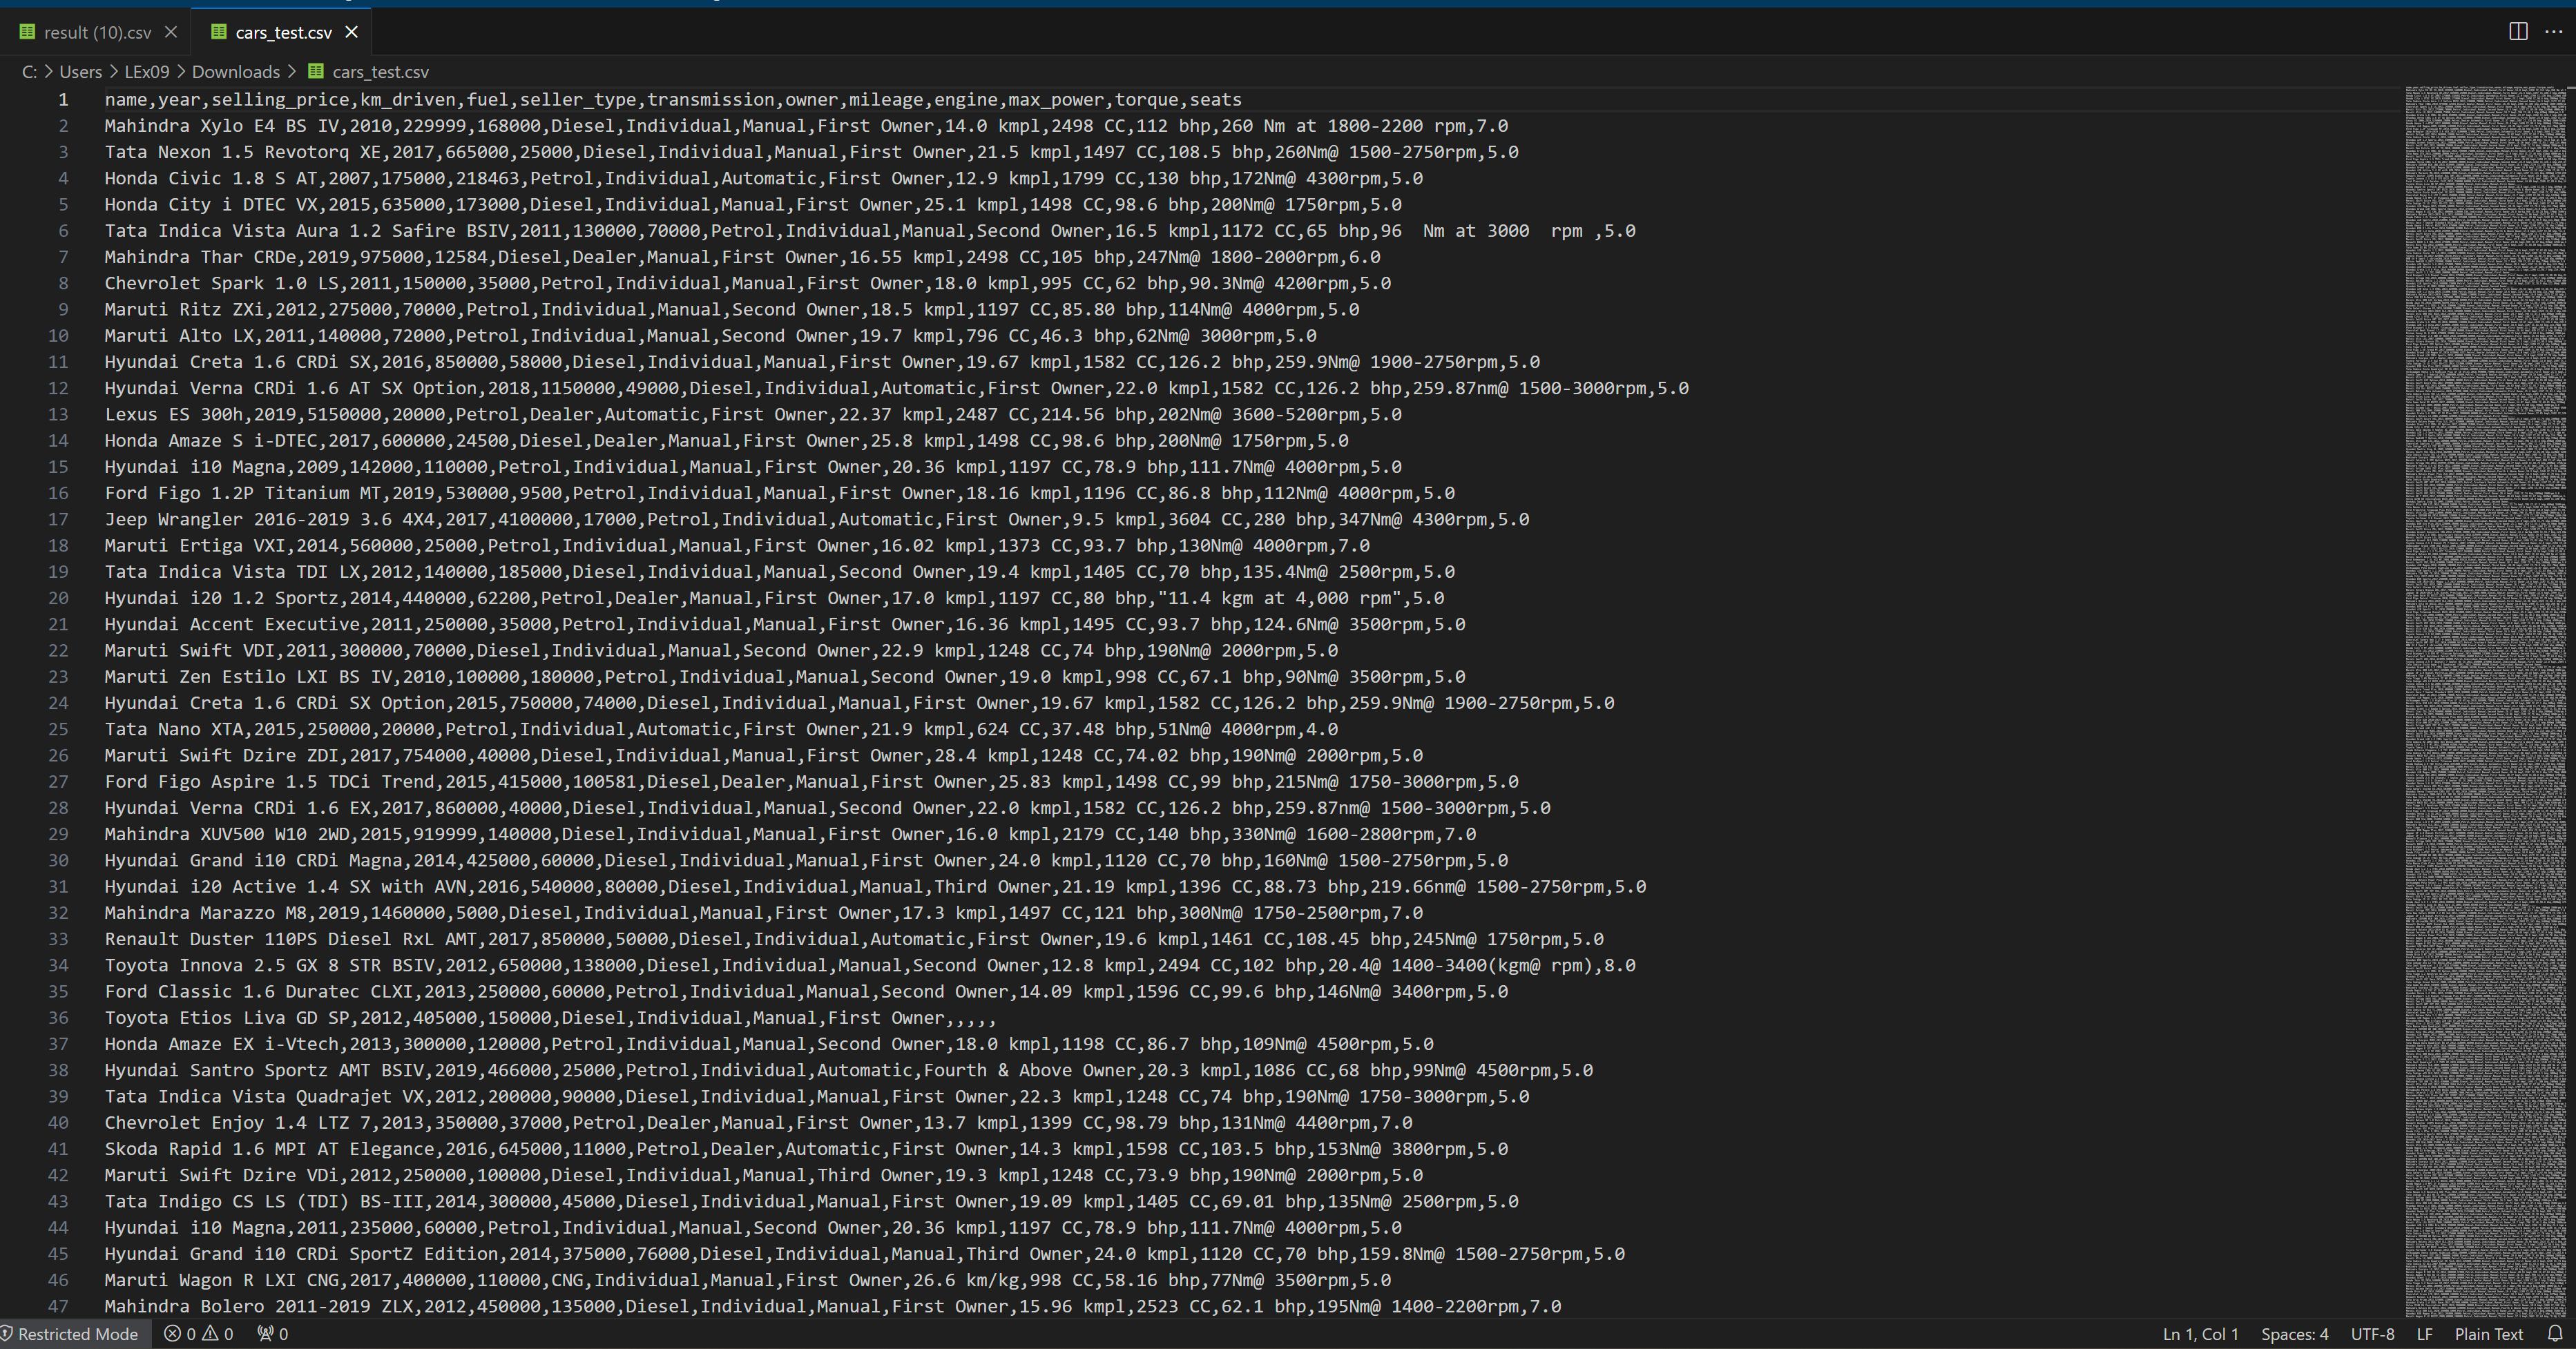 result (10).csv
cars_test.csv
C: > Users > LEx09 > Downloads > cars_test.csv
1 name,year,selling_price,km_driven,fuel,seller_type,transmission,owner,mileage,engine,max_power,torque,seats
2 Mahindra Xylo E4 BS IV,2010,229999,168000,Diesel,Individual,Manual,First Owner,14.0 kmpl,2498 CC,112 bhp,260 Nm at 1800-2200 rpm,7.0
3 Tata Nexon 1.5 Revotorq XE,2017,665000,25000,Diesel,Individual,Manual,First Owner,21.5 kmpl,1497 CC,108.5 bhp,260Nm@ 1500-2750rpm,5.0
4 Honda Civic 1.8 S AT,2007,175000,218463,Petrol,Individual,Automatic,First Owner,12.9 kmpl,1799 CC,130 bhp,172Nm@ 4300rpm,5.0
5 Honda City i DTEC VX,2015,635000,173000,Diesel,Individual,Manual,First Owner,25.1 kmpl,1498 CC,98.6 bhp,200Nm@ 1750rpm,5.0
6 Tata Indica Vista Aura 1.2 Safire BSIV,2011,130000,70000,Petrol,Individual,Manual,Second Owner,16.5 kmpl,1172 CC,65 bhp,96  Nm at 3000  rpm ,5.0
7 Mahindra Thar CRDe,2019,975000,12584,Diesel,Dealer,Manual,First Owner,16.55 kmpl,2498 CC,105 bhp,247Nm@ 1800-2000rpm,6.0
8 Chevrolet Spark 1.0 LS,2011,150000,35000,Petrol,Individual,Manual,First Owner,18.0 kmpl,995 CC,62 bhp,90.3Nm@ 4200rpm,5.0
9 Maruti Ritz ZXi,2012,275000,70000,Petrol,Individual,Manual,Second Owner,18.5 kmpl,1197 CC,85.80 bhp,114Nm@ 4000rpm,5.0
10 Maruti Alto LX,2011,140000,72000,Petrol,Individual,Manual,Second Owner,19.7 kmpl,796 CC,46.3 bhp,62Nm@ 3000rpm,5.0
11 Hyundai Creta 1.6 CRDi SX,2016,850000,58000,Diesel,Individual,Manual,First Owner,19.67 kmpl,1582 CC,126.2 bhp,259.9Nm@ 1900-2750rpm,5.0
12 Hyundai Verna CRDi 1.6 AT SX Option,2018,1150000,49000,Diesel,Individual,Automatic,First Owner,22.0 kmpl,1582 CC,126.2 bhp,259.87nm@ 1500-3000rpm,5.0
13 Lexus ES 300h,2019,5150000,20000,Petrol,Dealer,Automatic,First Owner,22.37 kmpl,2487 CC,214.56 bhp,202Nm@ 3600-5200rpm,5.0
14 Honda Amaze S i-DTEC,2017,600000,24500,Diesel,Dealer,Manual,First Owner,25.8 kmpl,1498 CC,98.6 bhp,200Nm@ 1750rpm,5.0
15 Hyundai i10 Magna,2009,142000,110000,Petrol,Individual,Manual,First Owner,20.36 kmpl,1197 CC,78.9 bhp,111.7Nm@ 4000rpm,5.0
16 Ford Figo 1.2P Titanium MT,2019,530000,9500,Petrol,Individual,Manual,First Owner,18.16 kmpl,1196 CC,86.8 bhp,112Nm@ 4000rpm,5.0
17 Jeep Wrangler 2016-2019 3.6 4X4,2017,4100000,17000,Petrol,Individual,Automatic,First Owner,9.5 kmpl,3604 CC,280 bhp,347Nm@ 4300rpm,5.0
18 Maruti Ertiga VXI,2014,560000,25000,Petrol,Individual,Manual,First Owner,16.02 kmpl,1373 CC,93.7 bhp,130Nm@ 4000rpm,7.0
19 Tata Indica Vista TDI LX,2012,140000,185000,Diesel,Individual,Manual,Second Owner,19.4 kmpl,1405 CC,70 bhp,135.4Nm@ 2500rpm,5.0
20 Hyundai i20 1.2 Sportz,2014,440000,62200,Petrol,Dealer,Manual,First Owner,17.0 kmpl,1197 CC,80 bhp,"11.4 kgm at 4,000 rpm",5.0
21 Hyundai Accent Executive,2011,250000,35000,Petrol,Individual,Manual,First Owner,16.36 kmpl,1495 CC,93.7 bhp,124.6Nm@ 3500rpm,5.0
22 Maruti Swift VDI,2011,300000,70000,Diesel,Individual,Manual,Second Owner,22.9 kmpl,1248 CC,74 bhp,190Nm@ 2000rpm,5.0
23 Maruti Zen Estilo LXI BS IV,2010,100000,180000,Petrol,Individual,Manual,Second Owner,19.0 kmpl,998 CC,67.1 bhp,90Nm@ 3500rpm,5.0
24 Hyundai Creta 1.6 CRDi SX Option,2015,750000,74000,Diesel,Individual,Manual,First Owner,19.67 kmpl,1582 CC,126.2 bhp,259.9Nm@ 1900-2750rpm,5.0
25 Tata Nano XTA,2015,250000,20000,Petrol,Individual,Automatic,First Owner,21.9 kmpl,624 CC,37.48 bhp,51Nm@ 4000rpm,4.0
26 Maruti Swift Dzire ZDI,2017,754000,40000,Diesel,Individual,Manual,First Owner,28.4 kmpl,1248 CC,74.02 bhp,190Nm@ 2000rpm,5.0
27 Ford Figo Aspire 1.5 TDCi Trend,2015,415000,100581,Diesel,Dealer,Manual,First Owner,25.83 kmpl,1498 CC,99 bhp,215Nm@ 1750-3000rpm,5.0
28 Hyundai Verna CRDi 1.6 EX,2017,860000,40000,Diesel,Individual,Manual,Second Owner,22.0 kmpl,1582 CC,126.2 bhp,259.87nm@ 1500-3000rpm,5.0
29 Mahindra XUV500 W10 2WD,2015,919999,140000,Diesel,Individual,Manual,First Owner,16.0 kmpl,2179 CC,140 bhp,330Nm@ 1600-2800rpm,7.0
30 Hyundai Grand i10 CRDi Magna,2014,425000,60000,Diesel,Individual,Manual,First Owner,24.0 kmpl,1120 CC,70 bhp,160Nm@ 1500-2750rpm,5.0
31 Hyundai i20 Active 1.4 SX with AVN,2016,540000,80000,Diesel,Individual,Manual,Third Owner,21.19 kmpl,1396 CC,88.73 bhp,219.66nm@ 1500-2750rpm,5.0
32 Mahindra Marazzo M8,2019,1460000,5000,Diesel,Individual,Manual,First Owner,17.3 kmpl,1497 CC,121 bhp,300Nm@ 1750-2500rpm,7.0
33 Renault Duster 110PS Diesel RxL AMT,2017,850000,50000,Diesel,Individual,Automatic,First Owner,19.6 kmpl,1461 CC,108.45 bhp,245Nm@ 1750rpm,5.0
34 Toyota Innova 2.5 GX 8 STR BSIV,2012,650000,138000,Diesel,Individual,Manual,Second Owner,12.8 kmpl,2494 CC,102 bhp,20.4@ 1400-3400(kgm@ rpm),8.0
35 Ford Classic 1.6 Duratec CLXI,2013,250000,60000,Petrol,Individual,Manual,Second Owner,14.09 kmpl,1596 CC,99.6 bhp,146Nm@ 3400rpm,5.0
36 Toyota Etios Liva GD SP,2012,405000,150000,Diesel,Individual,Manual,First Owner,,,,,
37 Honda Amaze EX i-Vtech,2013,300000,120000,Petrol,Individual,Manual,Second Owner,18.0 kmpl,1198 CC,86.7 bhp,109Nm@ 4500rpm,5.0
38 Hyundai Santro Sportz AMT BSIV,2019,466000,25000,Petrol,Individual,Automatic,Fourth & Above Owner,20.3 kmpl,1086 CC,68 bhp,99Nm@ 4500rpm,5.0
39 Tata Indica Vista Quadrajet VX,2012,200000,90000,Diesel,Individual,Manual,First Owner,22.3 kmpl,1248 CC,74 bhp,190Nm@ 1750-3000rpm,5.0
40 Chevrolet Enjoy 1.4 LTZ 7,2013,350000,37000,Petrol,Dealer,Manual,First Owner,13.7 kmpl,1399 CC,98.79 bhp,131Nm@ 4400rpm,7.0
41 Skoda Rapid 1.6 MPI AT Elegance,2016,645000,11000,Petrol,Dealer,Automatic,First Owner,14.3 kmpl,1598 CC,103.5 bhp,153Nm@ 3800rpm,5.0
42 Maruti Swift Dzire VDi,2012,250000,100000,Diesel,Individual,Manual,Third Owner,19.3 kmpl,1248 CC,73.9 bhp,190Nm@ 2000rpm,5.0
43 Tata Indigo CS LS (TDI) BS-III,2014,300000,45000,Diesel,Individual,Manual,First Owner,19.09 kmpl,1405 CC,69.01 bhp,135Nm@ 2500rpm,5.0
44 Hyundai i10 Magna,2011,235000,60000,Petrol,Individual,Manual,Second Owner,20.36 kmpl,1197 CC,78.9 bhp,111.7Nm@ 4000rpm,5.0
45 Hyundai Grand i10 CRDi SportZ Edition,2014,375000,76000,Diesel,Individual,Manual,Third Owner,24.0 kmpl,1120 CC,70 bhp,159.8Nm@ 1500-2750rpm,5.0
46 Maruti Wagon R LXI CNG,2017,400000,110000,CNG,Individual,Manual,First Owner,26.6 km/kg,998 CC,58.16 bhp,77Nm@ 3500rpm,5.0
47 Mahindra Bolero 2011-2019 ZLX,2012,450000,135000,Diesel,Individual,Manual,First Owner,15.96 kmpl,2523 CC,62.1 bhp,195Nm@ 1400-2200rpm,7.0
Restricted Mode 0 0 0 Ln 1, Col 1 Spaces: 4 UTF-8 LF Plain Text